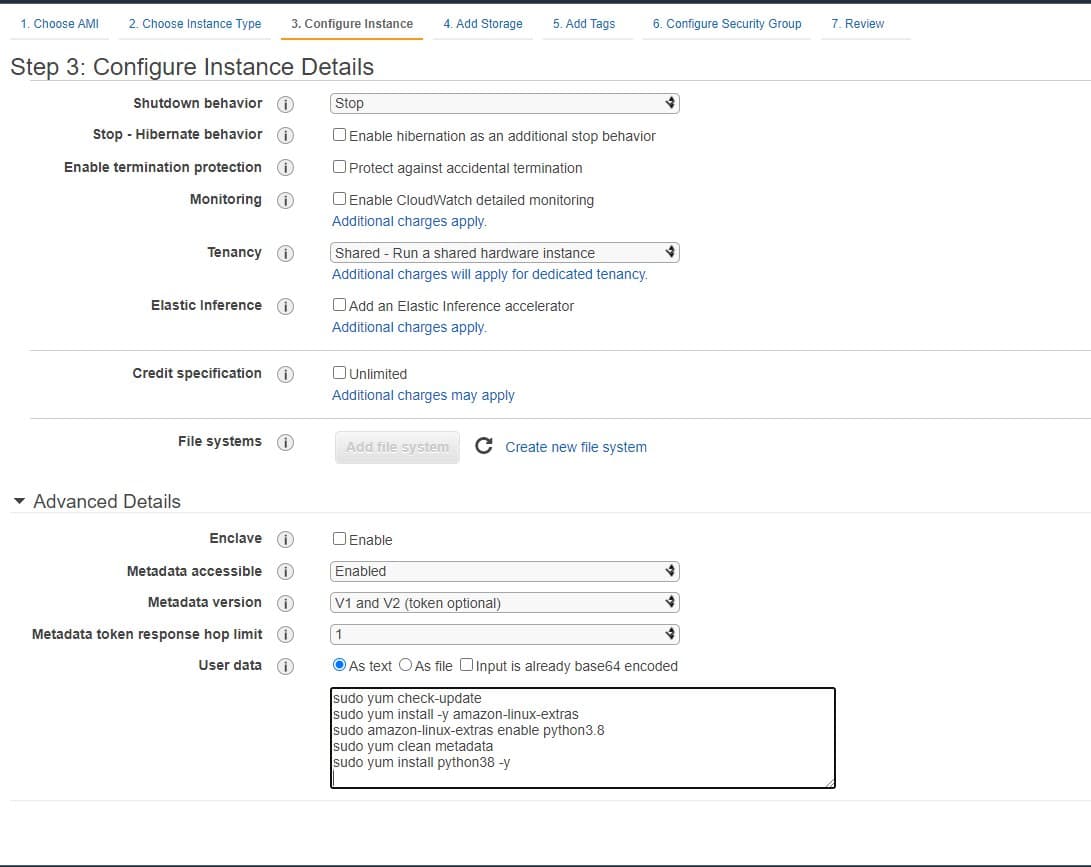 1. Choose AMI 2. Choose Instance Type 3. Configure Instance 4. Add Storage 5. Add Tags 6. Configure Security Group 7. Review
Step 3: Configure Instance Details
Shutdown behavior i Stop
Stop - Hibernate behavior i Enable hibernation as an additional stop behavior
Enable termination protection i Protect against accidental termination
Monitoring i Enable CloudWatch detailed monitoring
Additional charges apply.
Tenancy i Shared - Run a shared hardware instance
Additional charges will apply for dedicated tenancy.
Elastic Inference i Add an Elastic Inference accelerator
Additional charges apply.
Credit specification i Unlimited
Additional charges may apply
File systems i Add file system Create new file system
Advanced Details
Enclave i Enable
Metadata accessible i Enabled
Metadata version i V1 and V2 (token optional)
Metadata token response hop limit i 1
User data i As text As file Input is already base64 encoded
sudo yum check-update
sudo yum install -y amazon-linux-extras
sudo amazon-linux-extras enable python3.8
sudo yum clean metadata
sudo yum install python38 -y